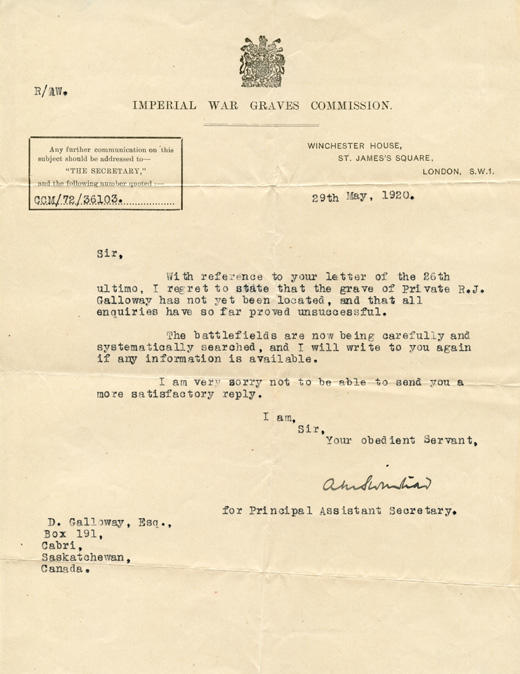 R/AW.
IMPERIAL WAR GRAVES COMMISSION.
Any further communication on this
subject should be addressed to—
"THE SECRETARY,"
and the following number quoted :—
CCM/72/36103.
WINCHESTER HOUSE,
ST. JAMES'S SQUARE,
LONDON, S.W.1.
29th May, 1920.
Sir,
With reference to your letter of the 26th
ultimo, I regret to state that the grave of Private R.J.
Galloway has not yet been located, and that all
enquiries have so far proved unsuccessful.
The battlefields are now being carefully and
systematically searched, and I will write to you again
if any information is available.
I am very sorry not to be able to send you a
more satisfactory reply.
I am,
Sir,
Your obedient Servant,
for Principal Assistant Secretary.
D. Galloway, Esq.,
Box 191,
Cabri,
Saskatchewan,
Canada.